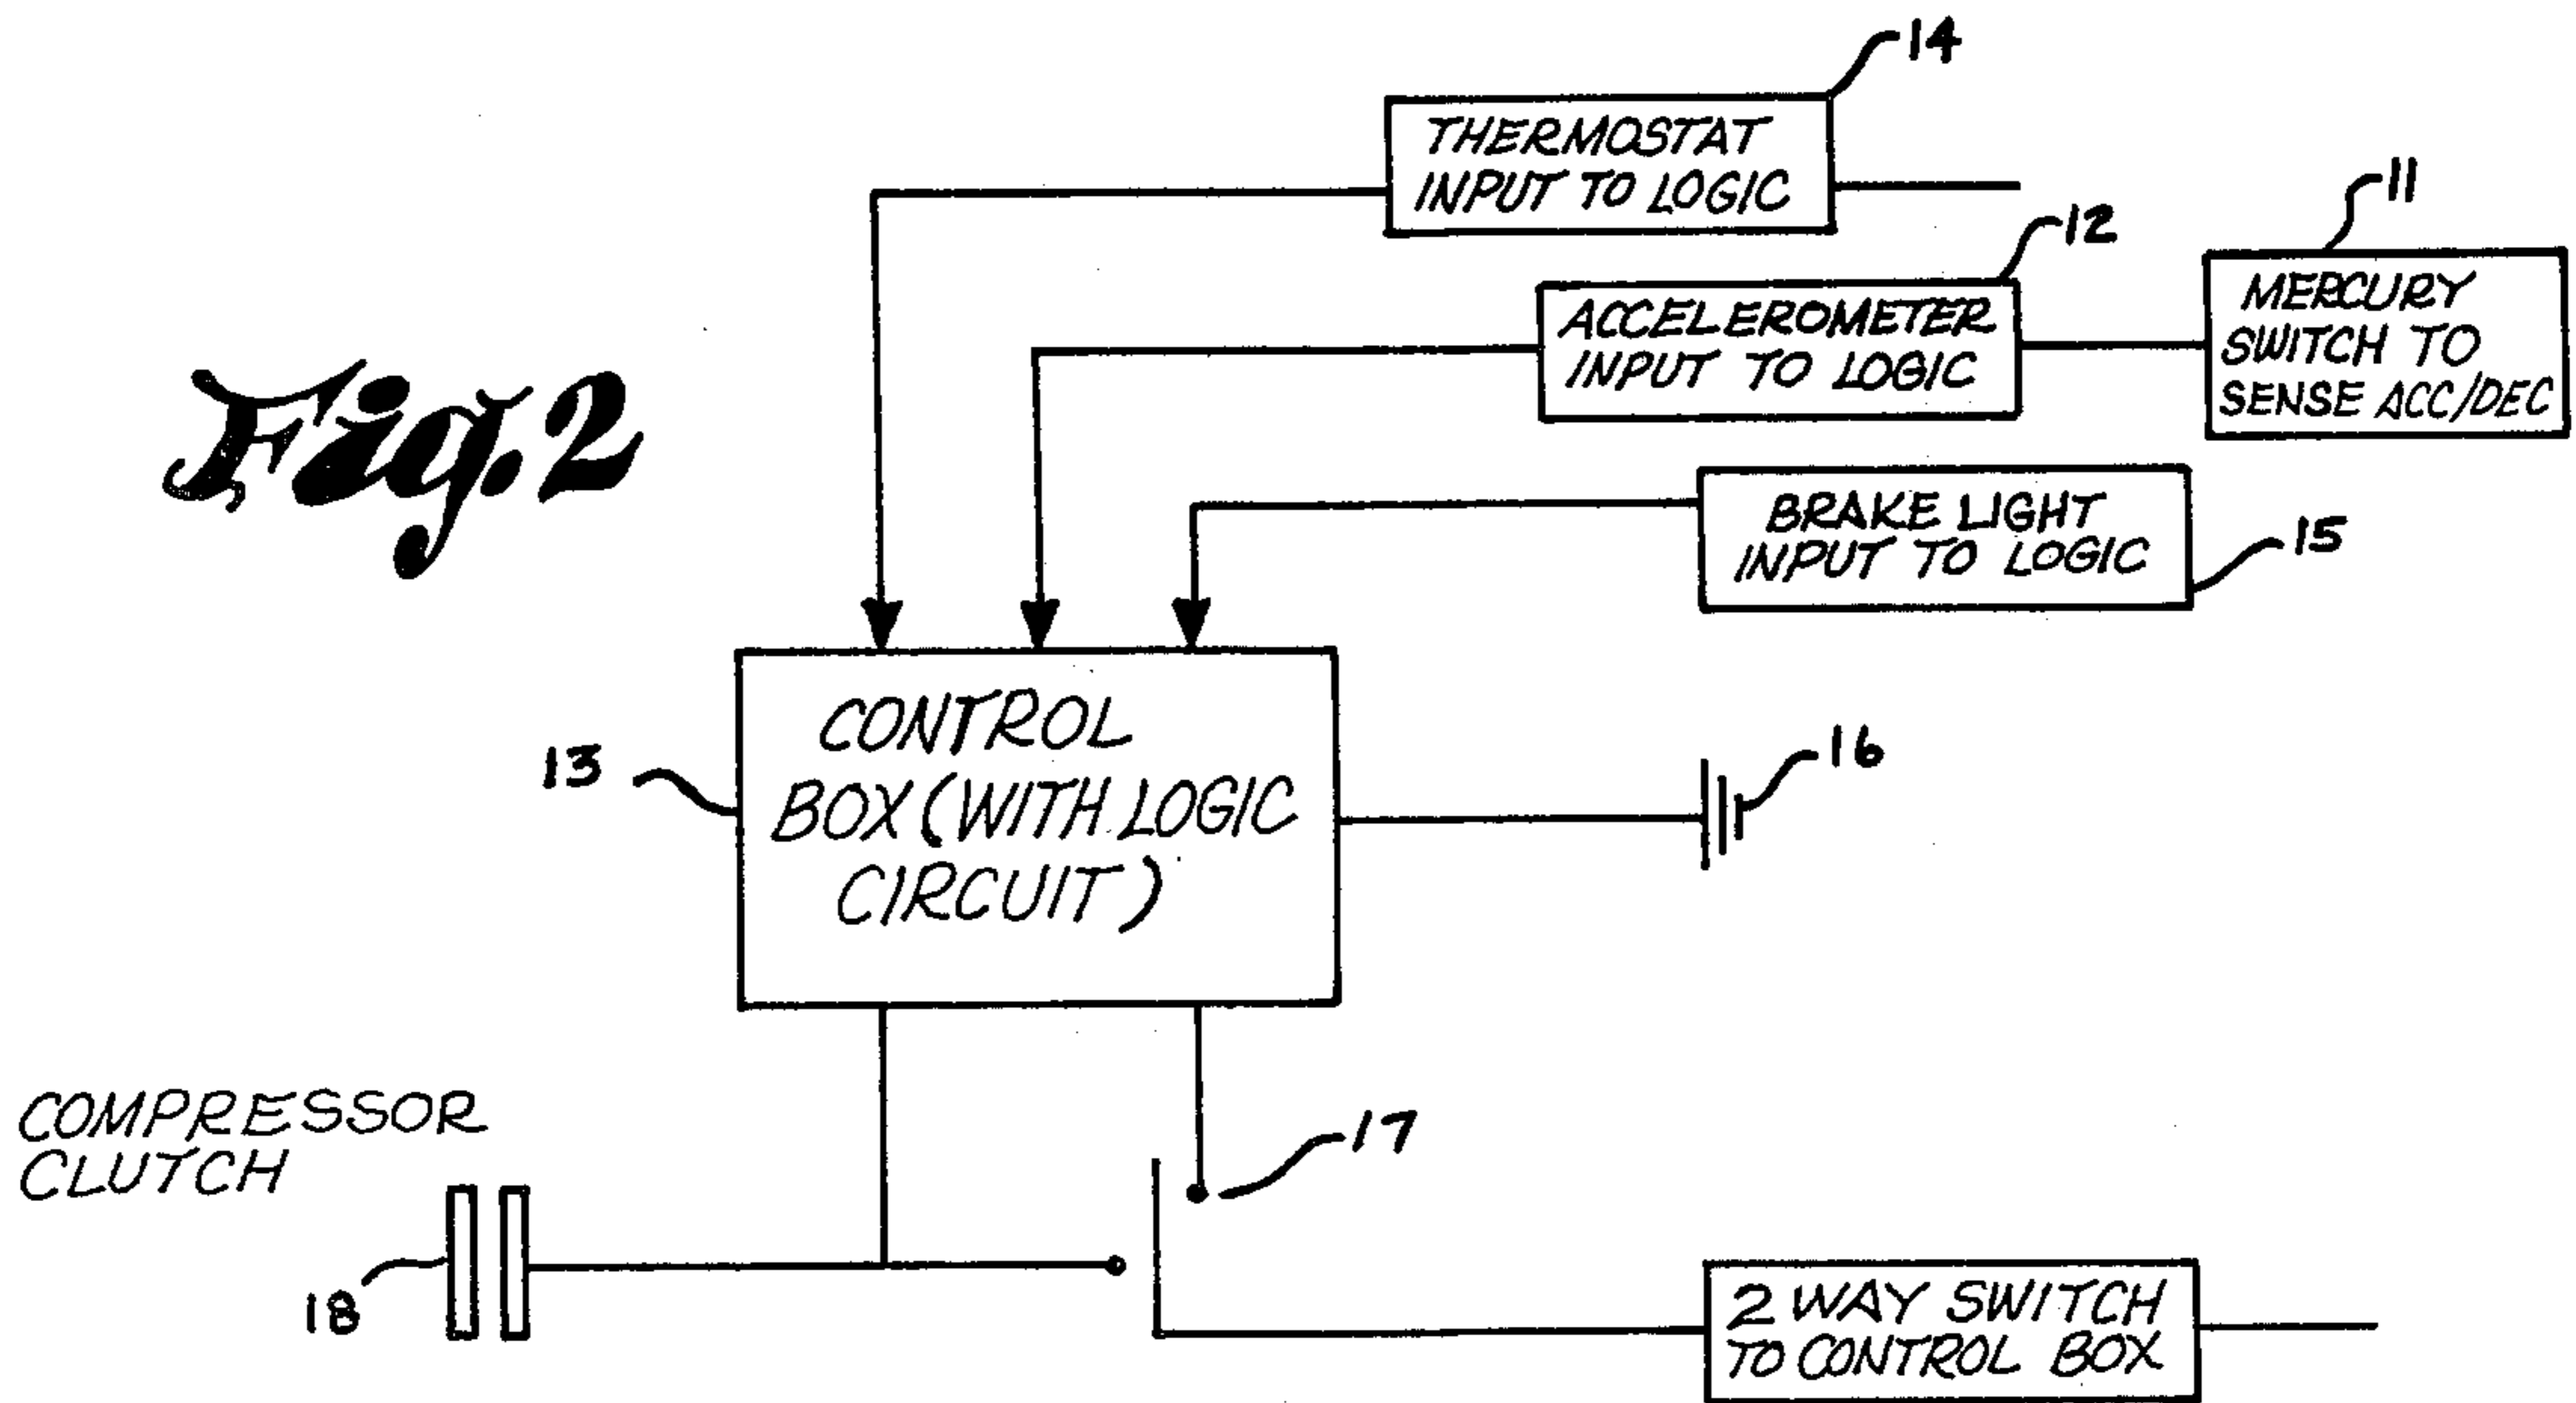 14
THERMOSTAT
INPUT TO LOGIC
11
12
MERCURY
SWITCH TO
SENSE ACC/DEC
ACCELEROMETER
INPUT TO LOGIC
Fig. 2
BRAKE LIGHT
INPUT TO LOGIC
15
CONTROL
BOX (WITH LOGIC
CIRCUIT)
13
16
COMPRESSOR
CLUTCH
17
18
2 WAY SWITCH
TO CONTROL BOX